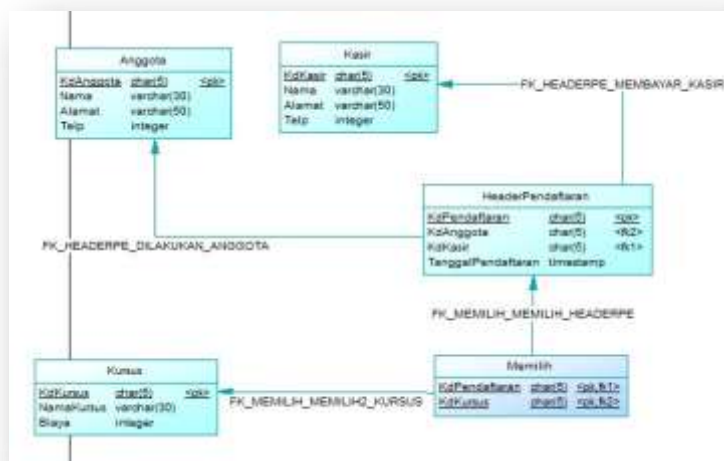 Anggota
KdAnggota char(5) <pk>
Nama varchar(30)
Alamat varchar(50)
Telp integer
Kasir
KdKasir char(5) <pk>
Nama varchar(30)
Alamat varchar(50)
Telp integer
FK_HEADERPE_MEMBAYAR_KASIR
HeaderPendaftaran
KdPendaftaran char(5) <pk>
KdAnggota char(5) <fk2>
KdKasir char(5) <fk1>
TanggalPendaftaran timestamp
FK_HEADERPE_DILAKUKAN_ANGGOTA
FK_MEMILIH_MEMILIH_HEADERPE
Kursus
KdKursus char(5) <pk>
NamaKursus varchar(30)
Biaya integer
FK_MEMILIH_MEMILIH2_KURSUS
Memilih
KdPendaftaran char(5) <pk,fk1>
KdKursus char(5) <pk,fk2>